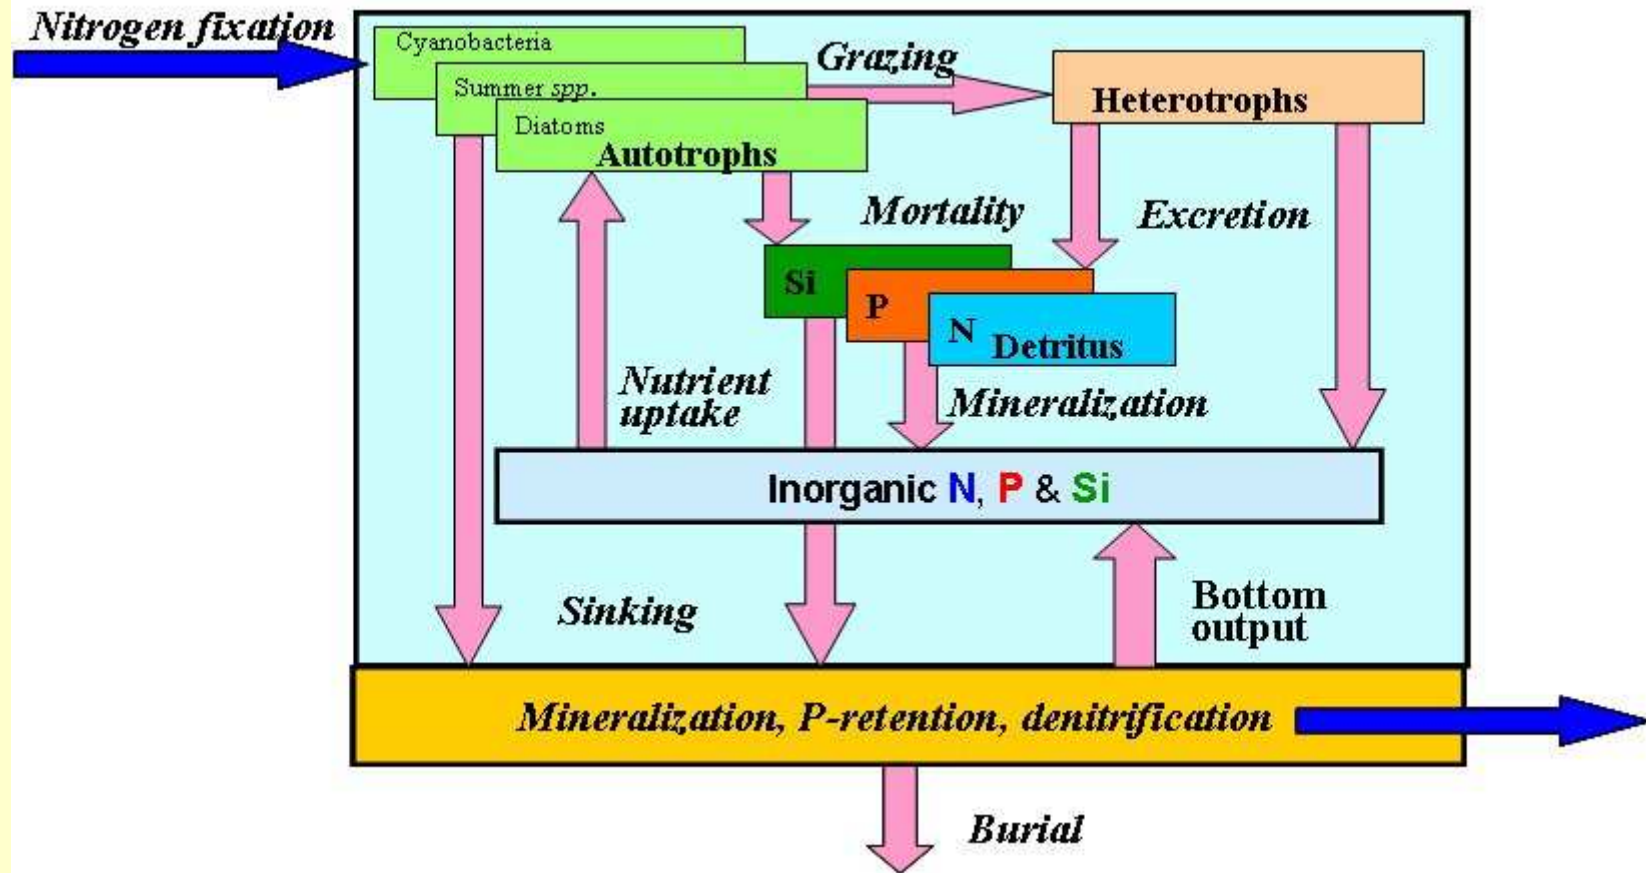 Nitrogen fixation
Cyanobacteria
Summer spp.
Diatoms
Autotrophs
Grazing
Heterotrophs
Mortality
Excretion
Si
P
N
Detritus
Nutrient
uptake
Mineralization
Inorganic N, P & Si
Sinking
Bottom
output
Mineralization, P-retention, denitrification
Burial